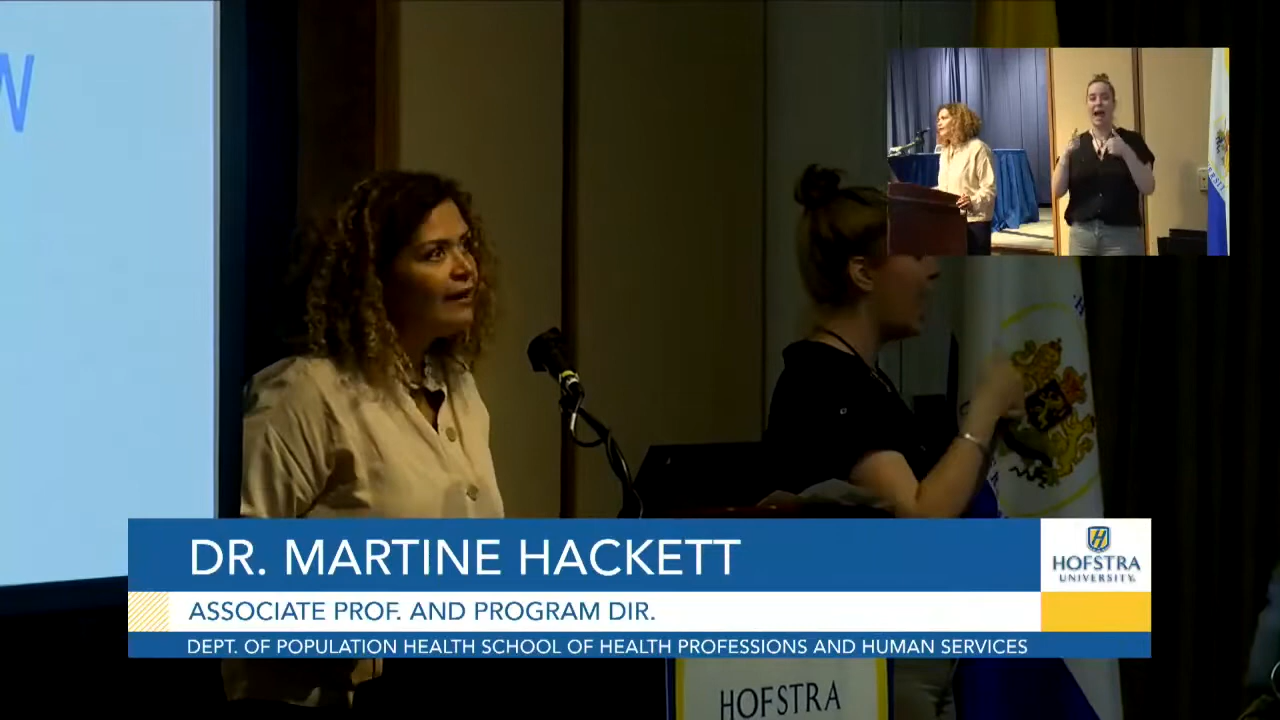 W
DR. MARTINE HACKETT
ASSOCIATE PROF. AND PROGRAM DIR.
DEPT. OF POPULATION HEALTH SCHOOL OF HEALTH PROFESSIONS AND HUMAN SERVICES
H
HOFSTRA
UNIVERSITY®
HOFSTRA